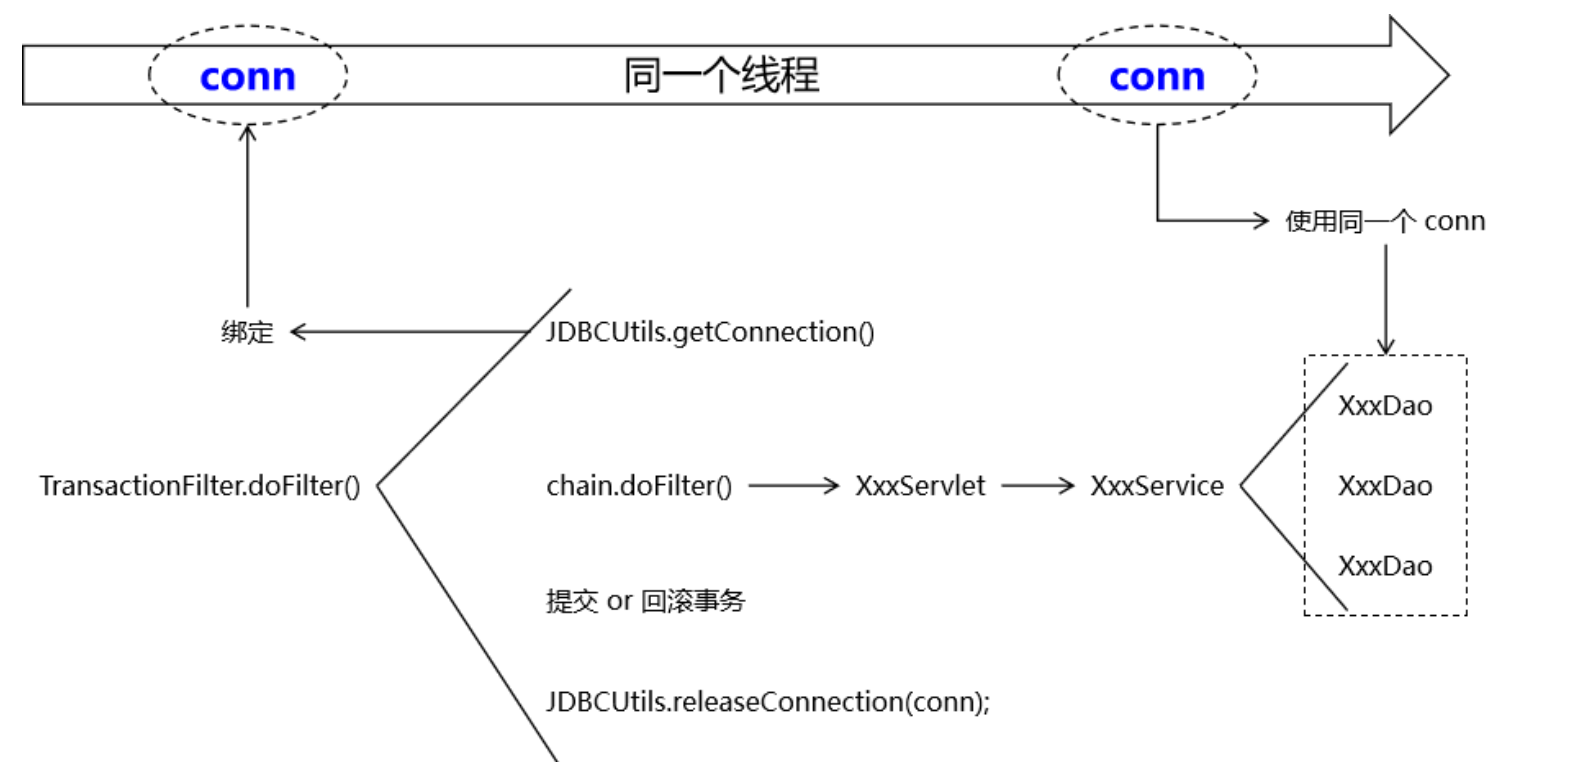 conn 同一个线程 conn
使用同一个 conn
绑定 JDBCUtils.getConnection()
XxxDao
TransactionFilter.doFilter() chain.doFilter() XxxServlet XxxService XxxDao
XxxDao
提交 or 回滚事务
JDBCUtils.releaseConnection(conn);